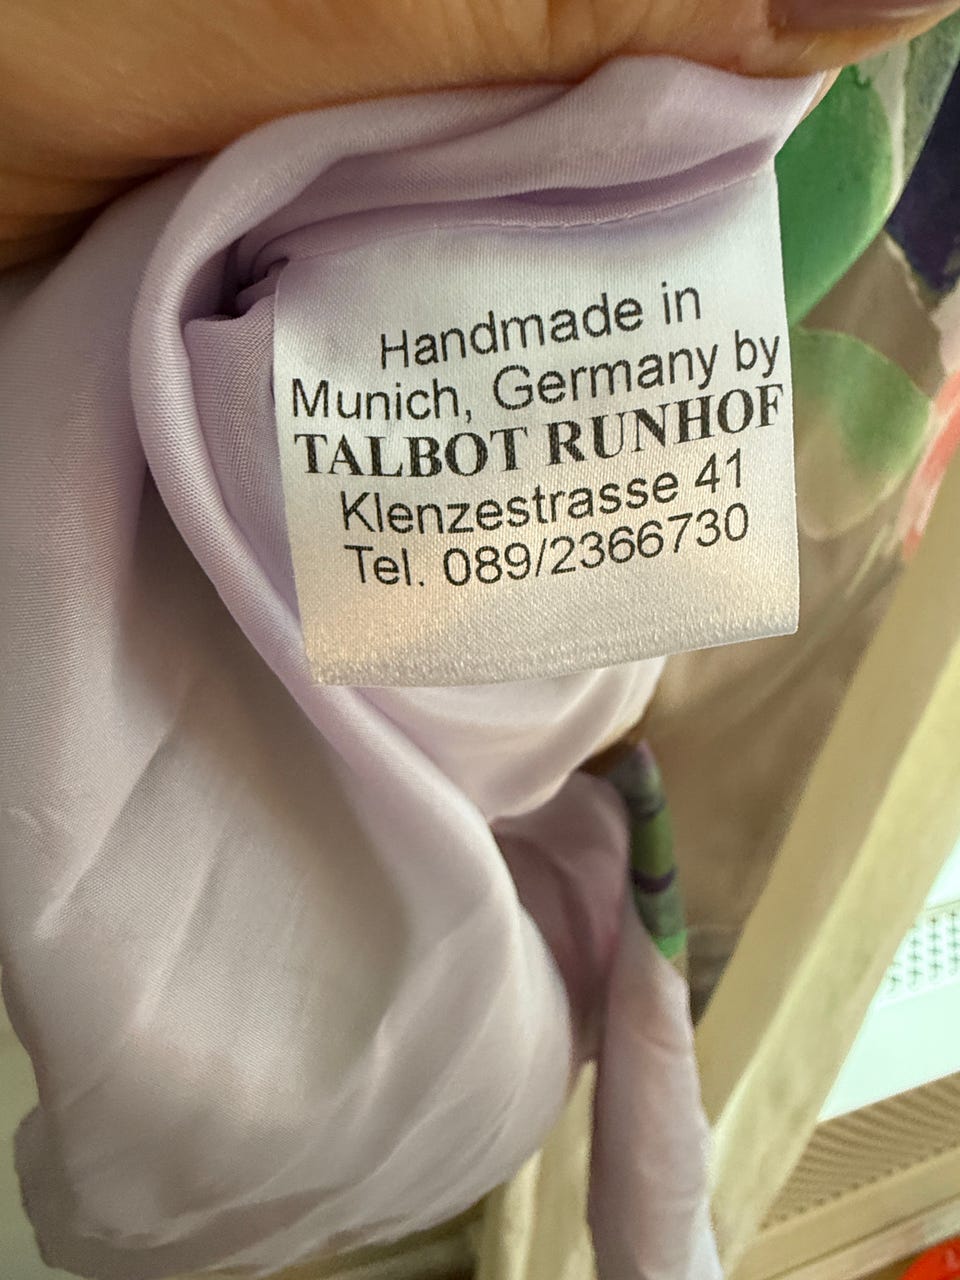 Handmade in
Munich, Germany by
TALBOT RUNHOF
Klenzestrasse 41
Tel. 089/2366730